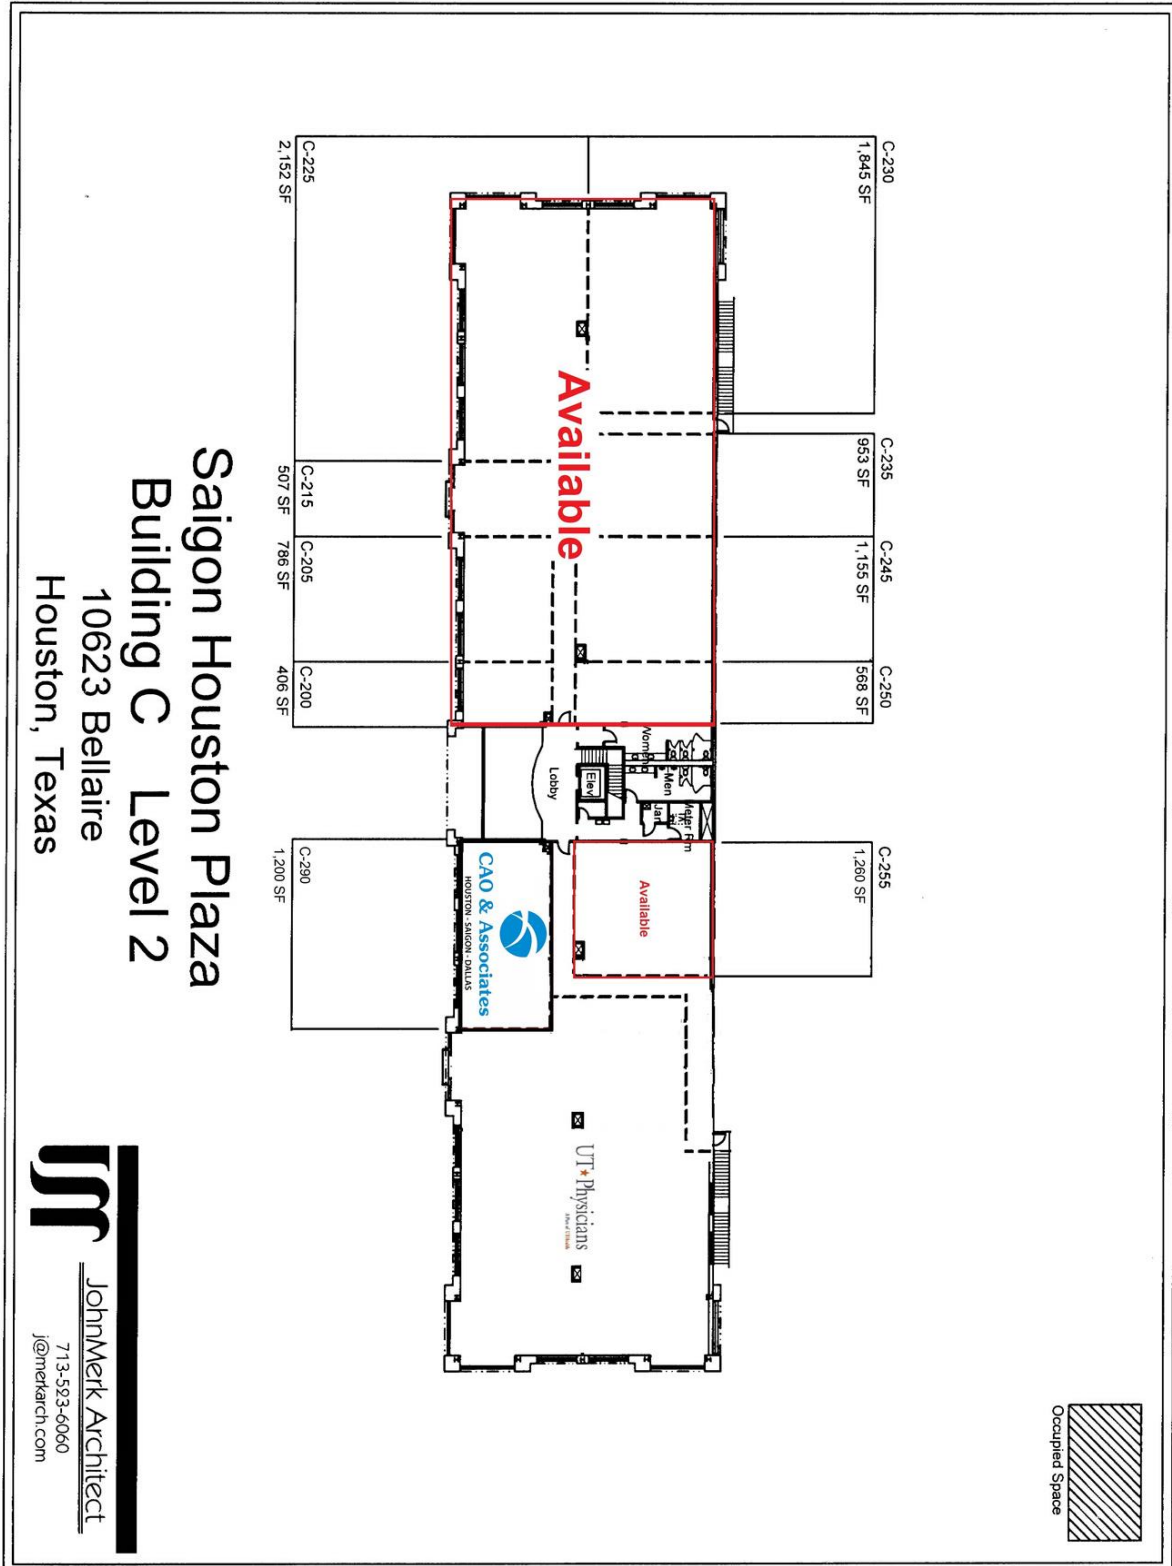 C-230
1,845 SF
C-235
953 SF
C-245
1,155 SF
C-250
568 SF
C-255
1,260 SF
Available
Women
Men
Jan
Meter Rm
Elev
Lobby
Available
UT★Physicians
CAO & Associates
HOUSTON - SAIGON - DALLAS
C-225
2,152 SF
C-215
507 SF
C-205
786 SF
C-200
406 SF
C-290
1,200 SF
Saigon Houston Plaza
Building C Level 2
10623 Bellaire
Houston, Texas
Occupied Space
JohnMerk Architect
713-523-6060
j@merkarch.com